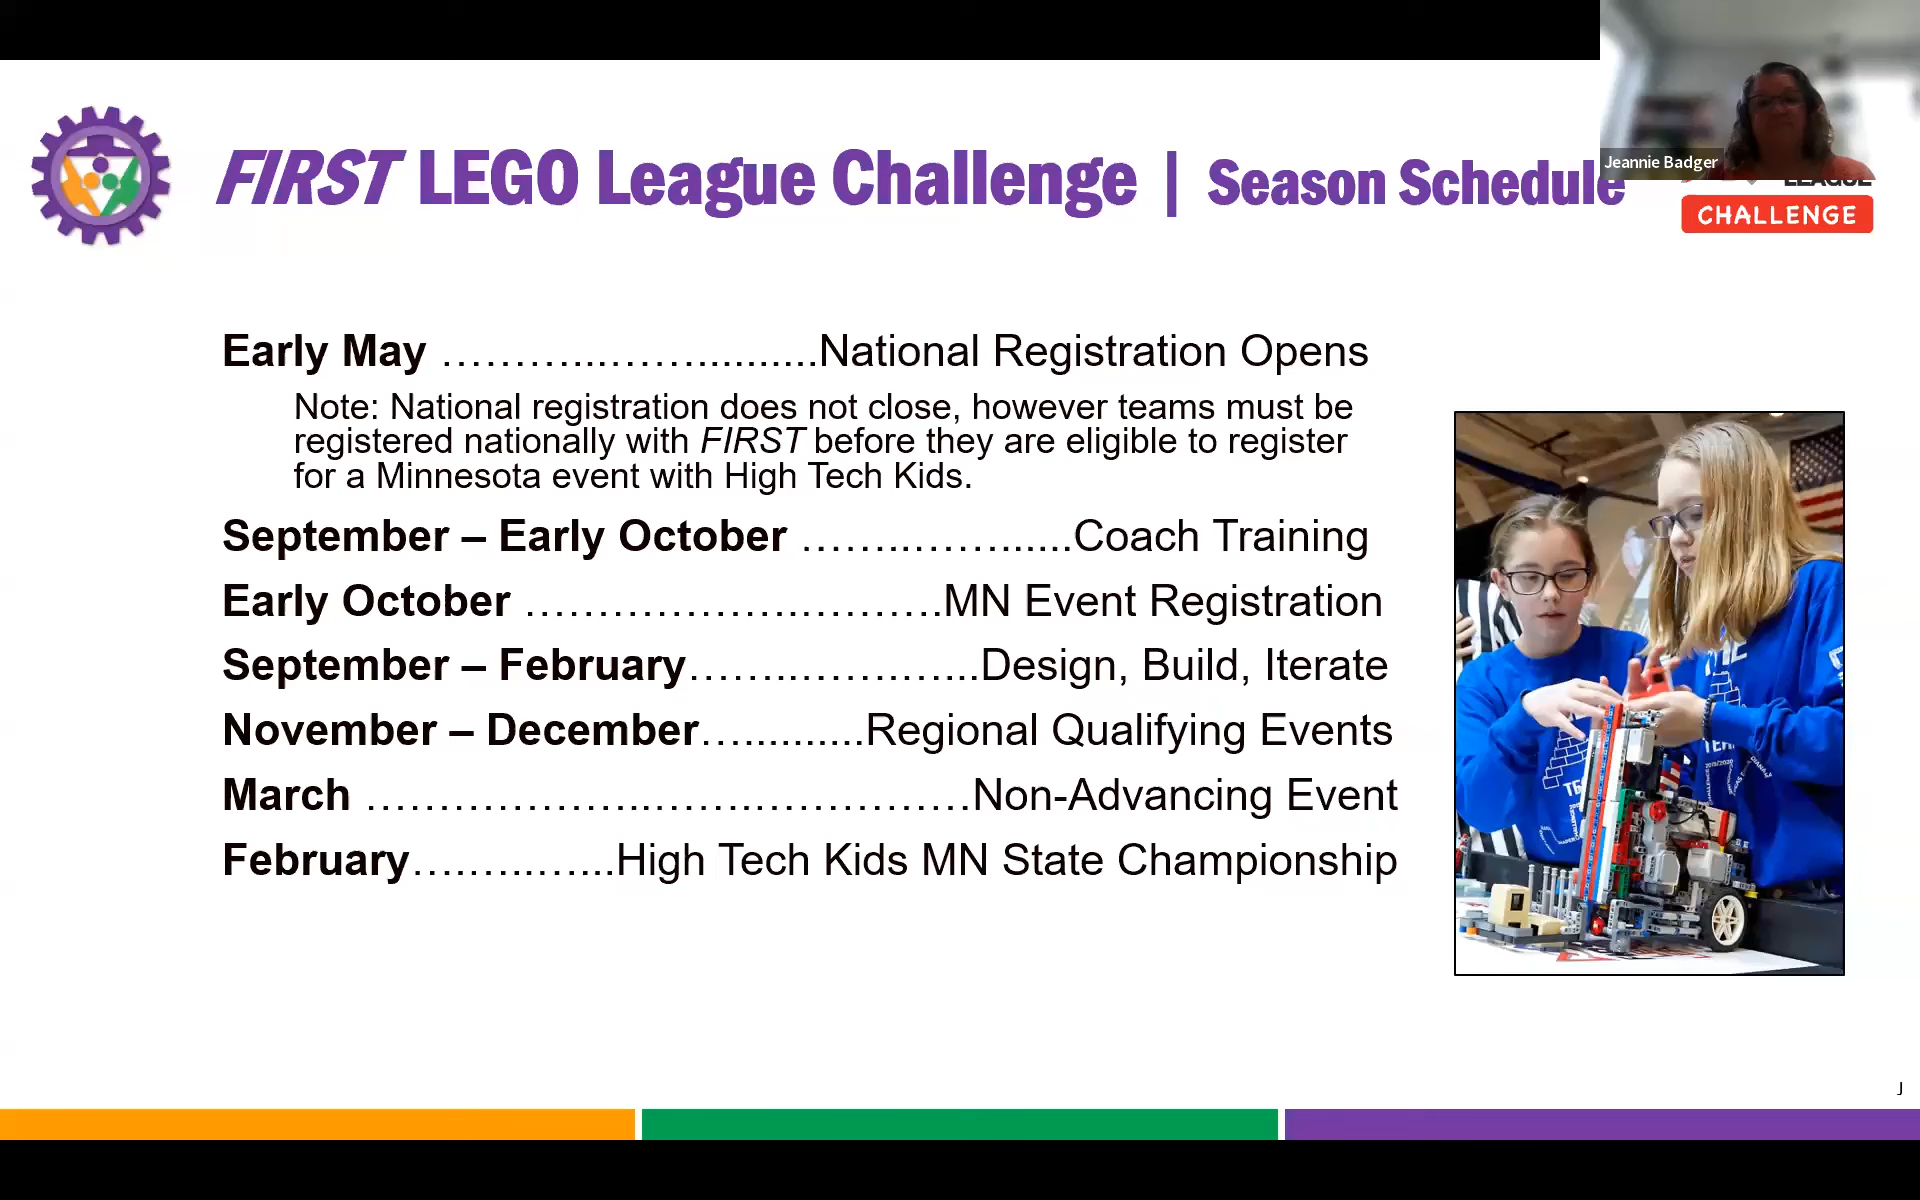 Jeannie Badger
FIRST LEGO League Challenge | Season Schedule
LEAGUE
CHALLENGE
Early May ………...……..........National Registration Opens
Note: National registration does not close, however teams must be
registered nationally with FIRST before they are eligible to register
for a Minnesota event with High Tech Kids.
September – Early October ……..……......Coach Training
Early October ……………….……….MN Event Registration
September – February……..……..…...Design, Build, Iterate
November – December…..........Regional Qualifying Events
March ………………..……..……….……Non-Advancing Event
February….…..…...High Tech Kids MN State Championship
J